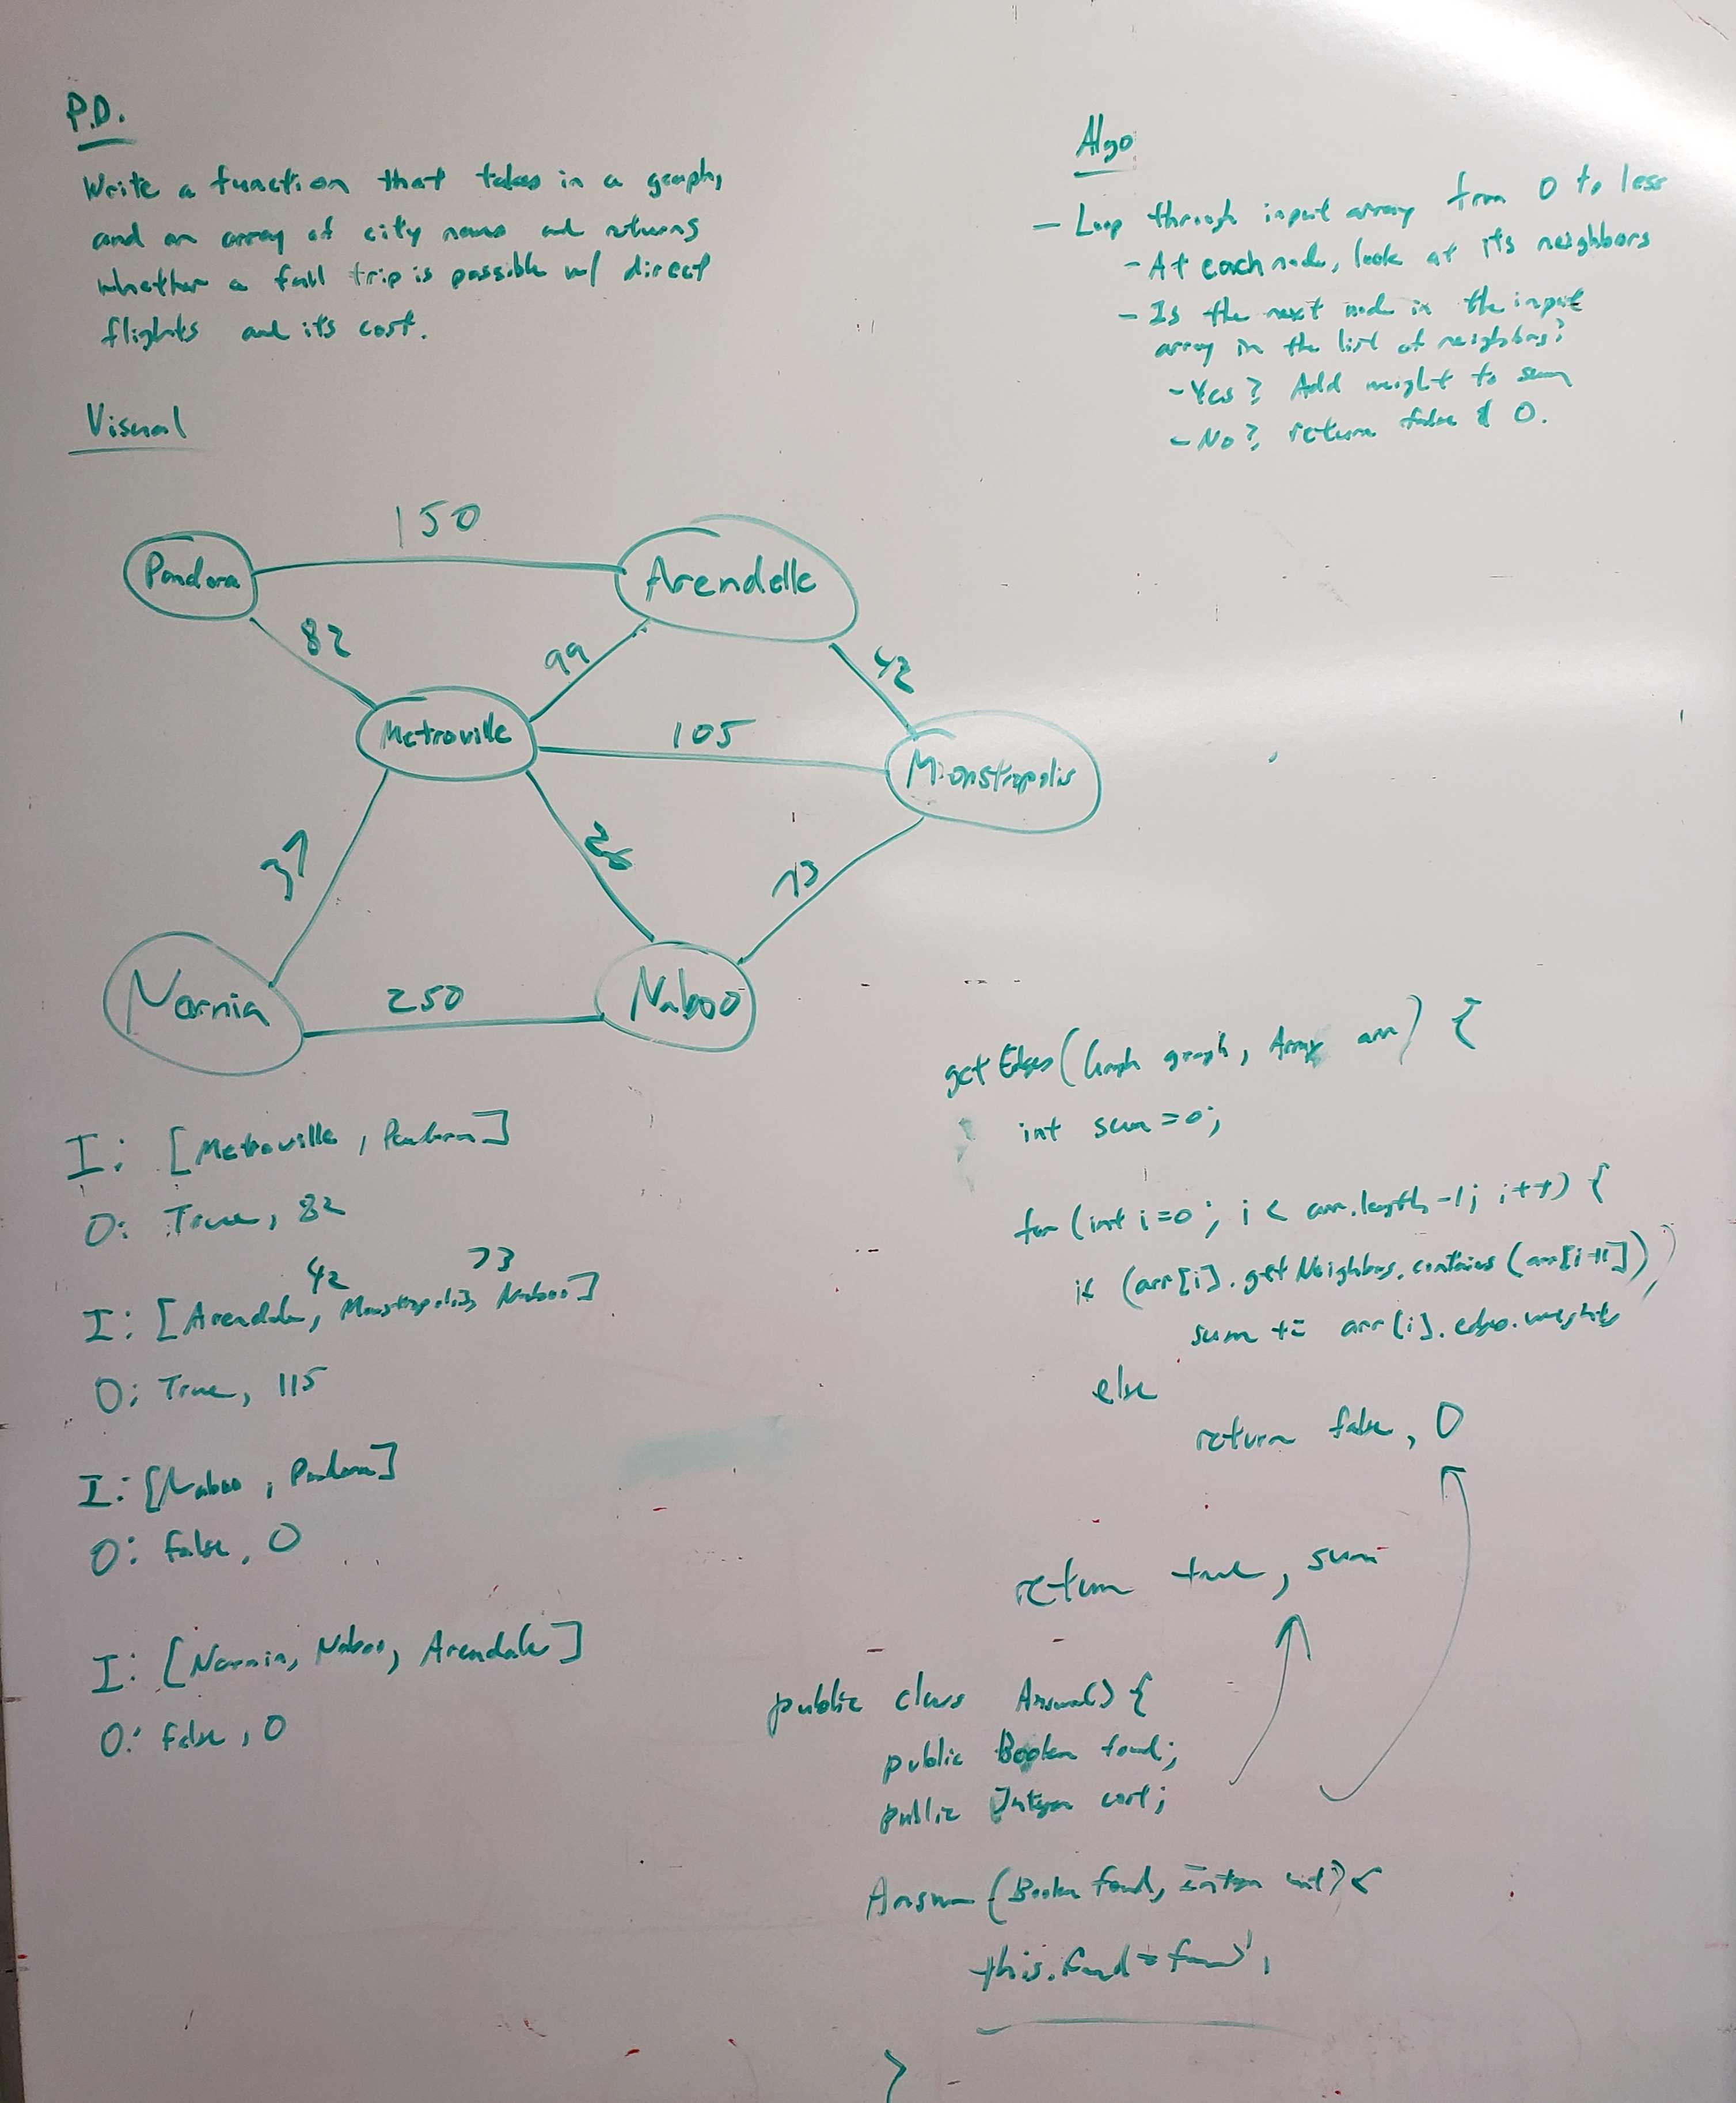 P.D.
Write a function that takes in a graph,
and an array of city names and returns
whether a full trip is possible w/ direct
flights and its cost.
Visual
Algo
- Loop through input array from 0 to less
- At each node, look at its neighbors
- Is the next node in the input
array in the list of neighbors?
- Yes? Add weight to sum
- No? return false & 0.
150
Pandora
Arendelle
82
99
42
Metroville
105
Monstropolis
37
26
73
Narnia
250
Naboo
I: [Metroville, Pandora]
O: True, 82
42 73
I: [Arendale, Monstropolis, Naboo]
O: True, 115
I: [Naboo, Pandora]
O: false, 0
I: [Narnia, Naboo, Arendale]
O: false, 0
getEdges(Graph graph, Array arr) {
int sum = 0;
for (int i=0; i < arr.length -1; i++) {
if (arr[i].getNeighbors.contains(arr[i+1]))
sum += arr[i].edge.weight
else
return false, 0
return true, sum
public class Answer() {
public Boolean found;
public Integer cost;
Answer (Boolean found, Integer cost) {
this.found = found;
}